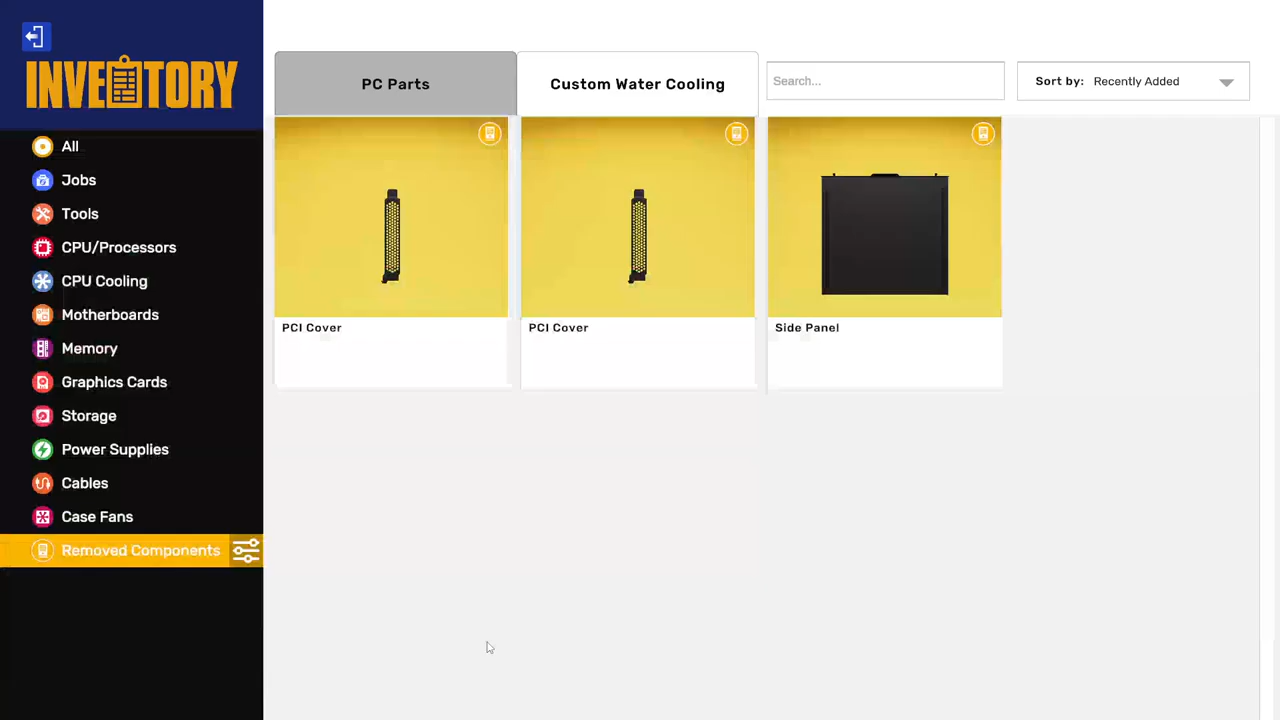 INVENTORY
All
Jobs
Tools
CPU/Processors
CPU Cooling
Motherboards
Memory
Graphics Cards
Storage
Power Supplies
Cables
Case Fans
Removed Components
PC Parts
Custom Water Cooling
Search...
Sort by: Recently Added
PCI Cover
PCI Cover
Side Panel